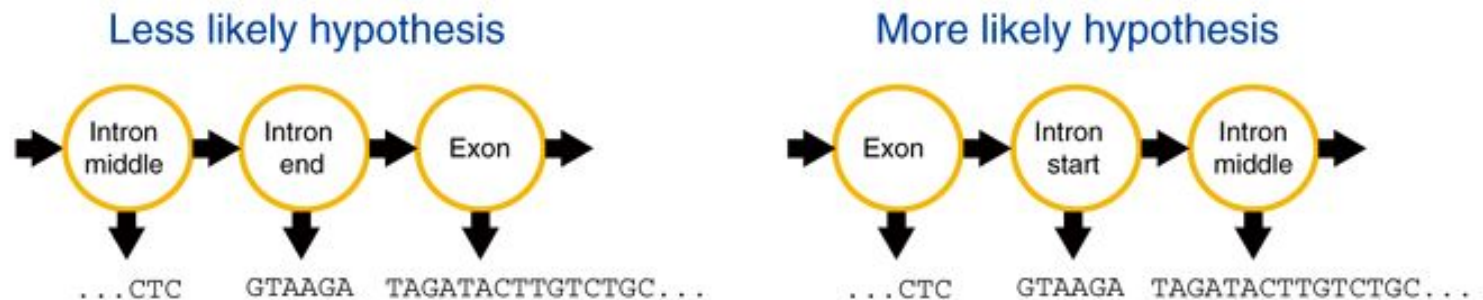 Less likely hypothesis
Intron
middle
Intron
end
Exon
...CTC
GTAAGA
TAGATACTTGTCTGC...
More likely hypothesis
Exon
Intron
start
Intron
middle
...CTC
GTAAGA
TAGATACTTGTCTGC...